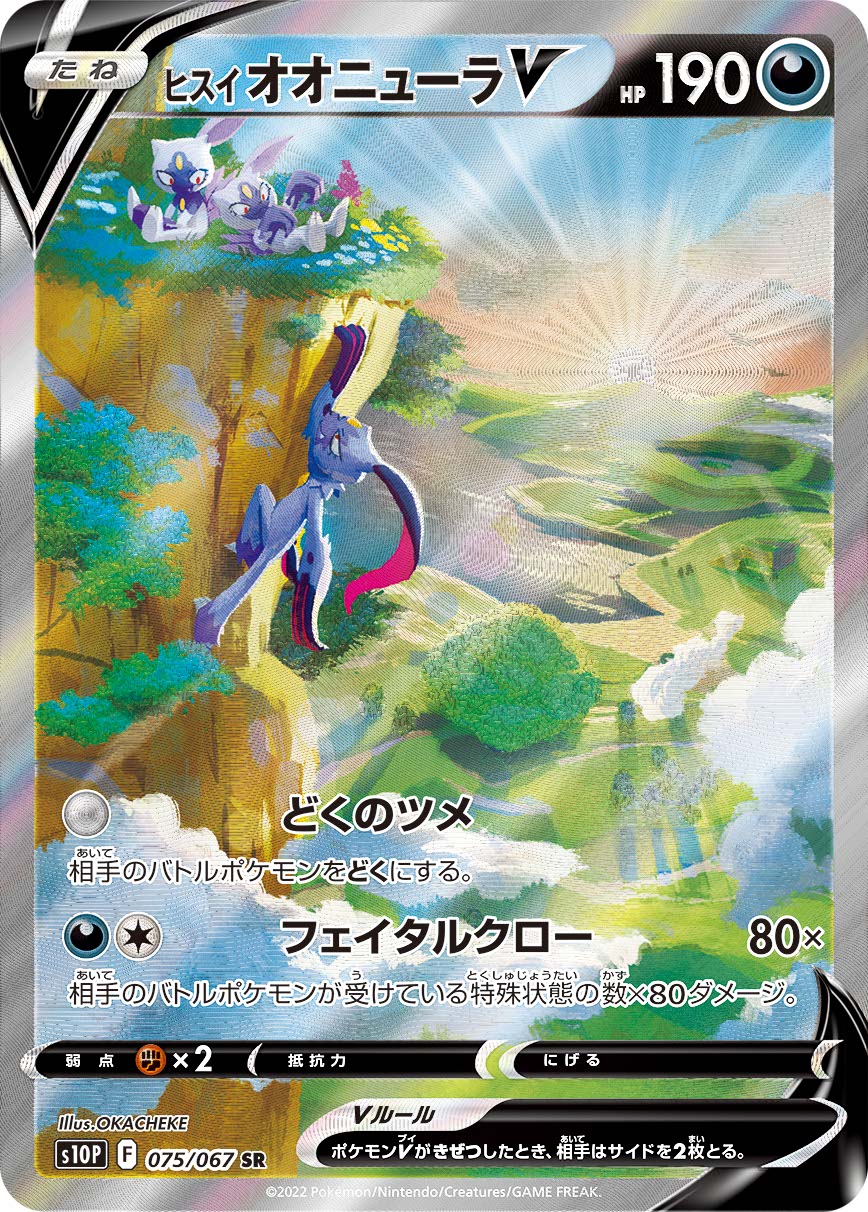 たね
ヒスイ オオニューラV HP 190
どくのツメ
相手のバトルポケモンをどくにする。
フェイタルクロー 80×
相手のバトルポケモンが受けている特殊状態の数×80ダメージ。
弱点 ×2 抵抗力 にげる
Illus.OKACHEKE
Vルール
ポケモンVがきぜつしたとき、相手はサイドを2枚とる。
s10P F 075/067 SR
©2022 Pokémon/Nintendo/Creatures/GAME FREAK.